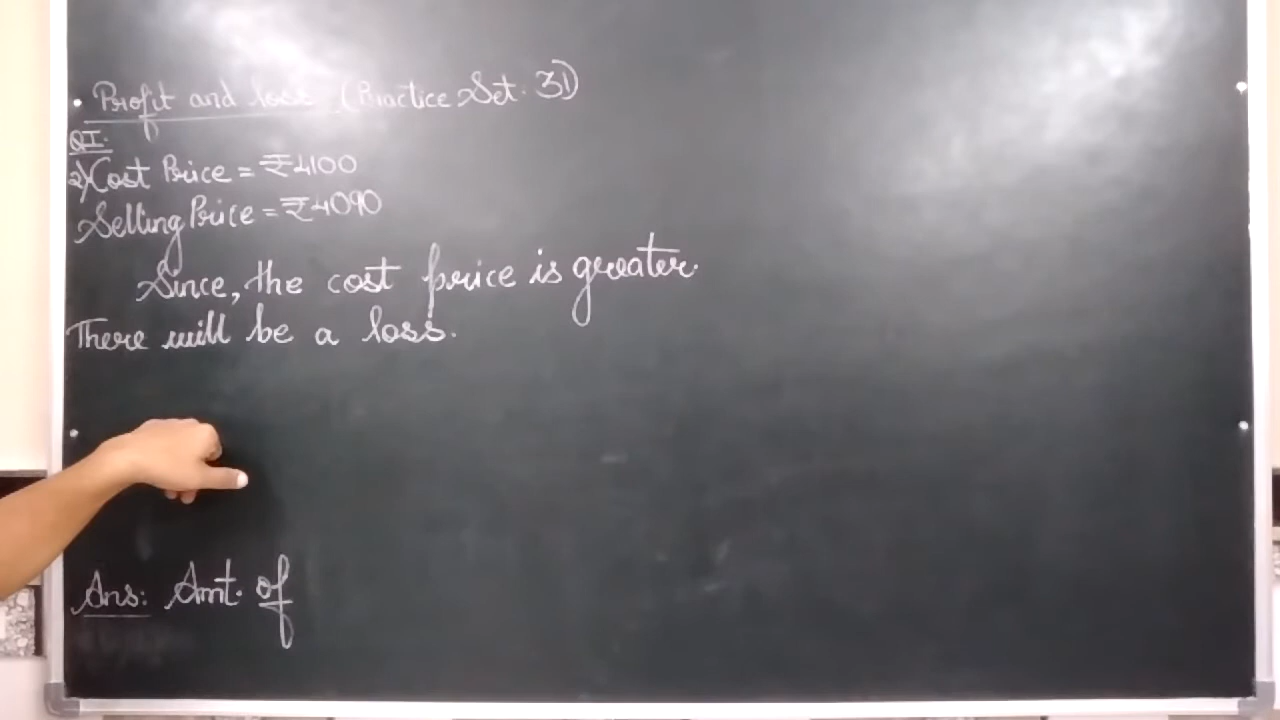 Profit and loss (Practice Set. 31)
QI.
2) Cost Price = ₹4100
Selling Price = ₹4090
Since, the cost price is greater.
There will be a loss.
Ans: Amt. of